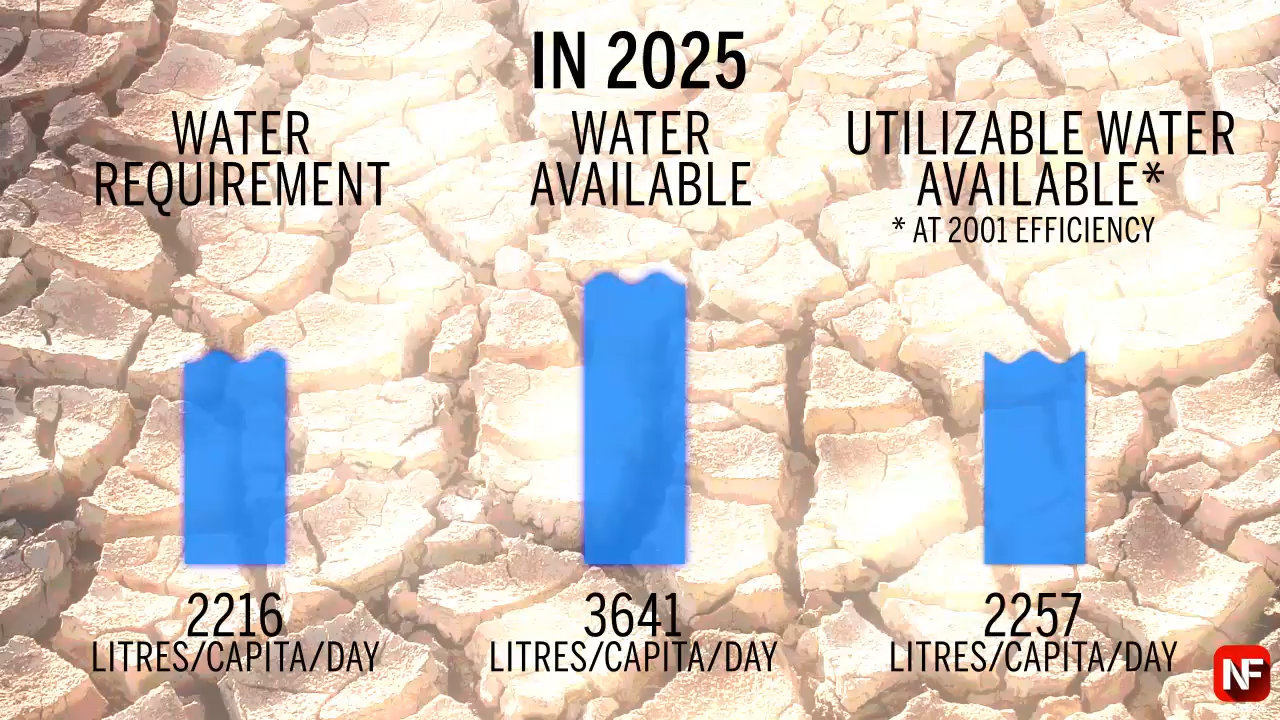 IN 2025
WATER
REQUIREMENT
WATER
AVAILABLE
UTILIZABLE WATER
AVAILABLE*
* AT 2001 EFFICIENCY
2216
LITRES/CAPITA/DAY
3641
LITRES/CAPITA/DAY
2257
LITRES/CAPITA/DAY
NF